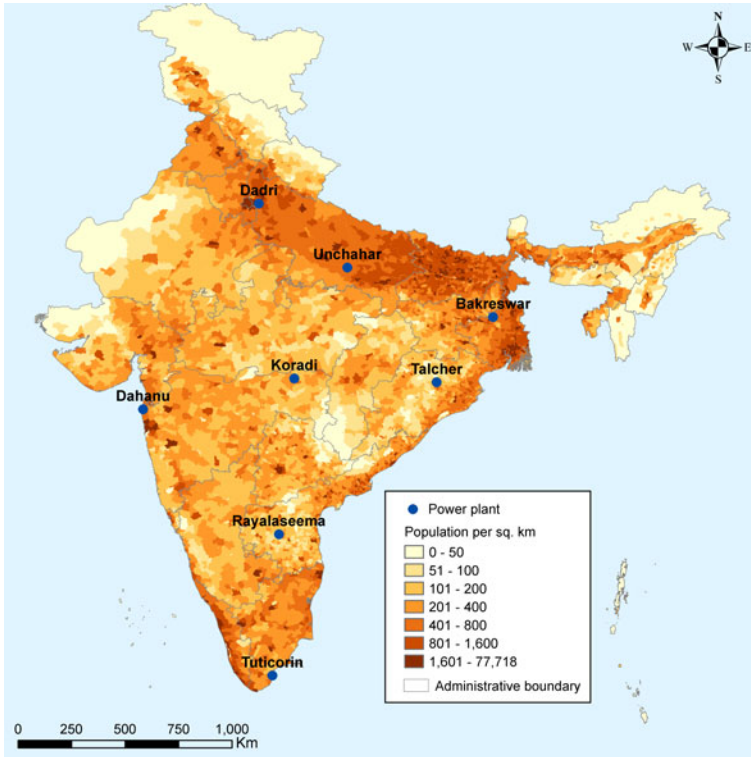 N
W E
S
Dadri
Unchahar
Bakreswar
Koradi
Talcher
Dahanu
Rayalaseema
Tuticorin
Power plant
Population per sq. km
0 - 50
51 - 100
101 - 200
201 - 400
401 - 800
801 - 1,600
1,601 - 77,718
Administrative boundary
0 250 500 750 1,000
Km